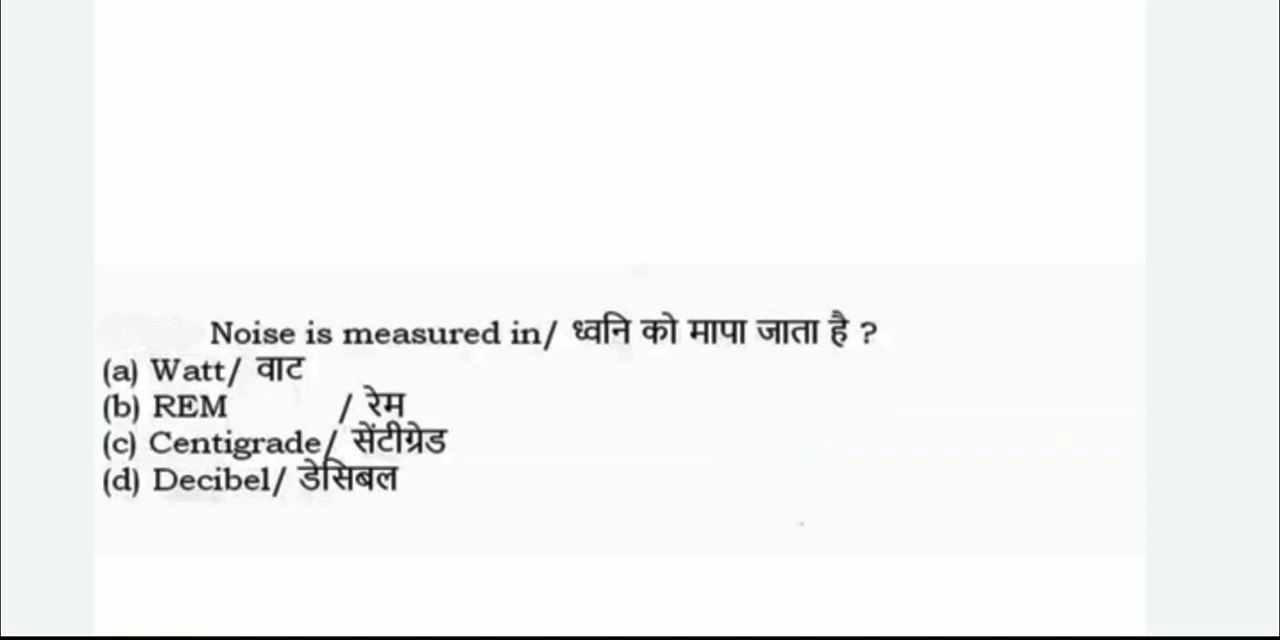 Noise is measured in/ ध्वनि को मापा जाता है ?
(a) Watt/ वाट
(b) REM / रेम
(c) Centigrade/ सेंटीग्रेड
(d) Decibel/ डेसिबल